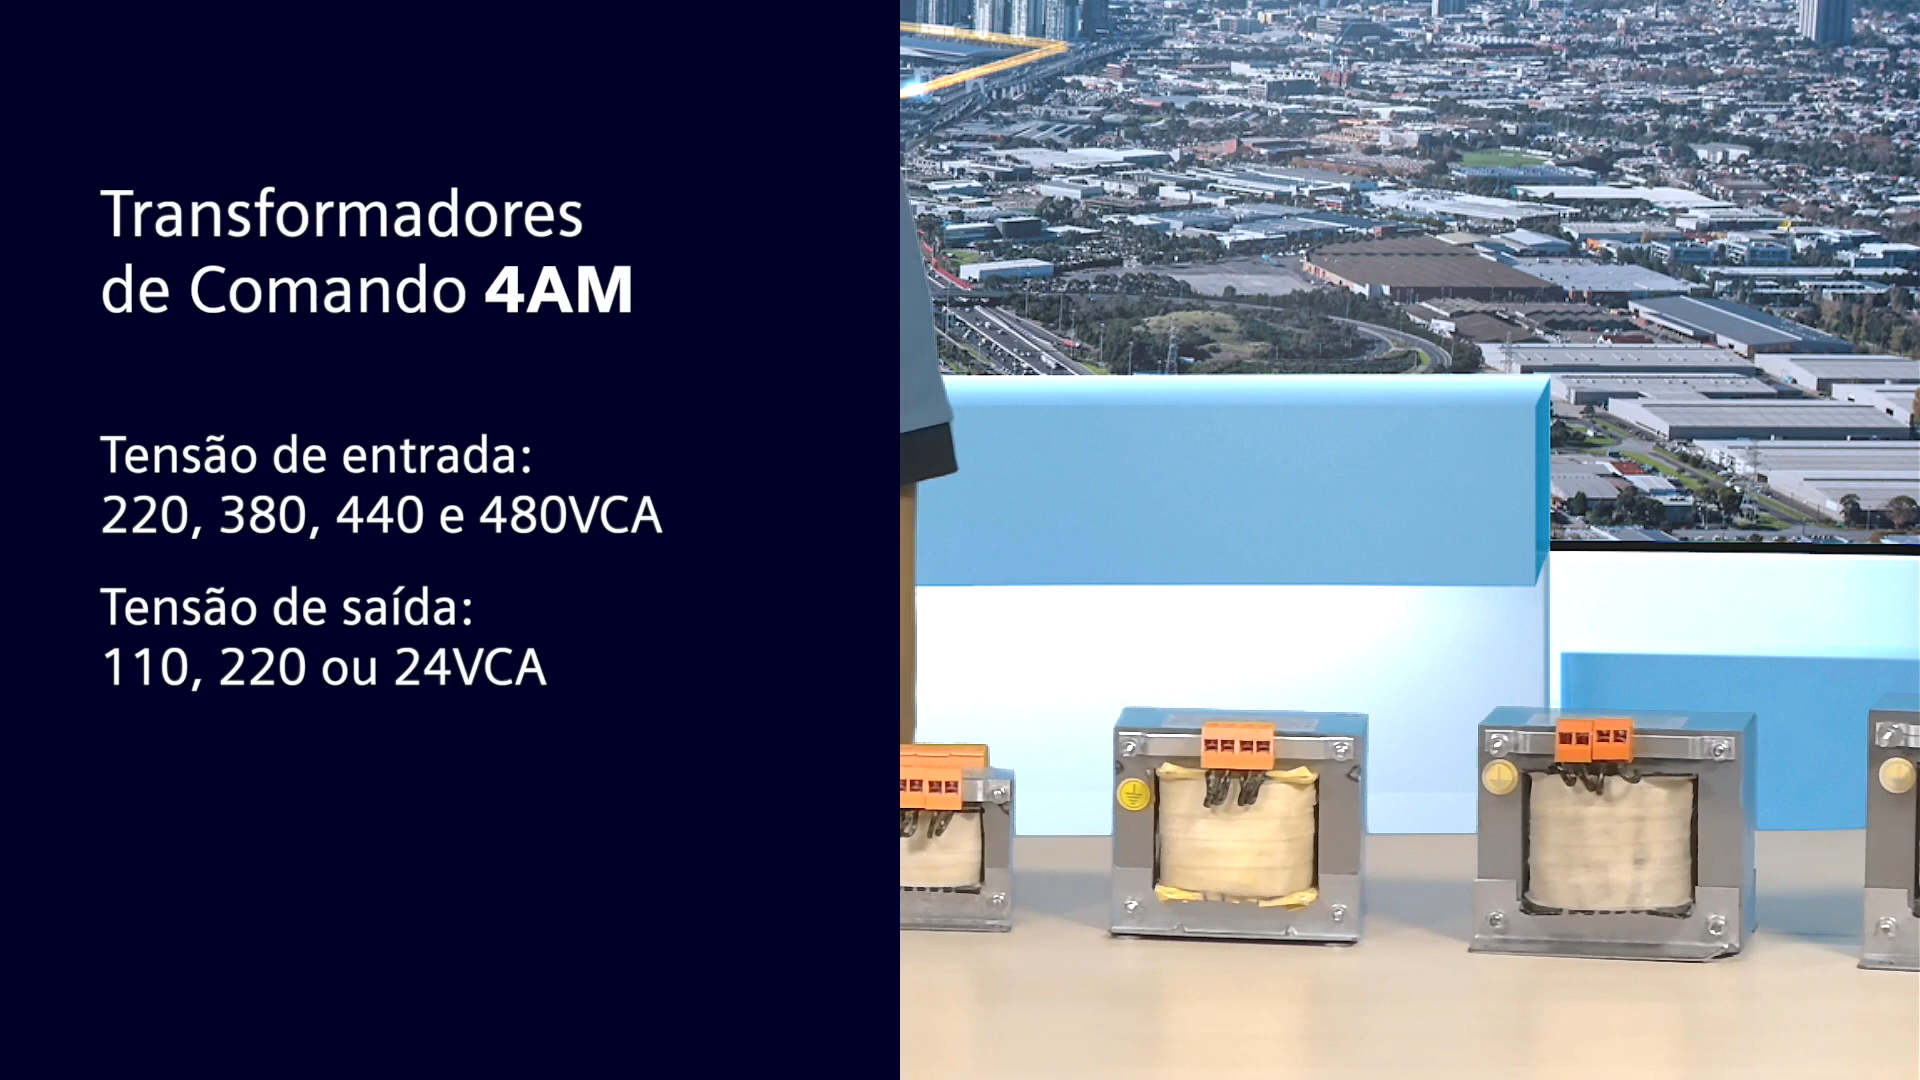 Transformadores
de Comando 4AM
Tensão de entrada:
220, 380, 440 e 480VCA
Tensão de saída:
110, 220 ou 24VCA